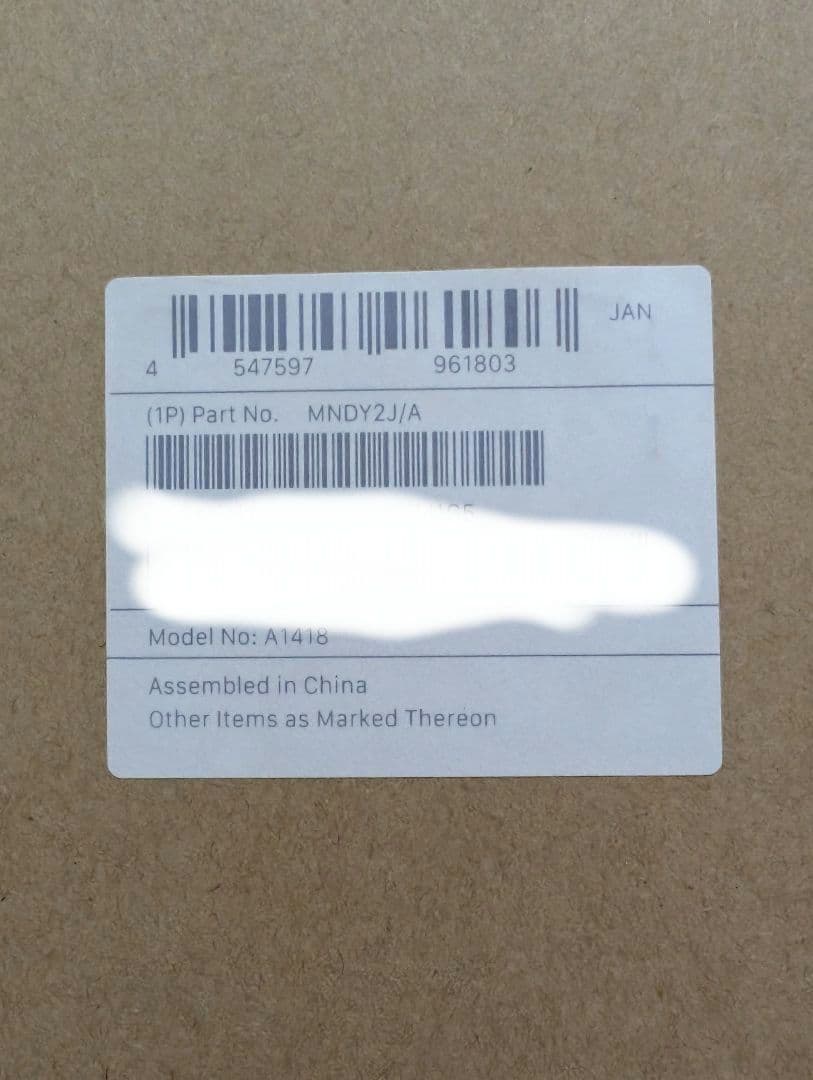 JAN
4 547597 961803
(1P) Part No. MNDY2J/A
Model No: A1418
Assembled in China
Other Items as Marked Thereon